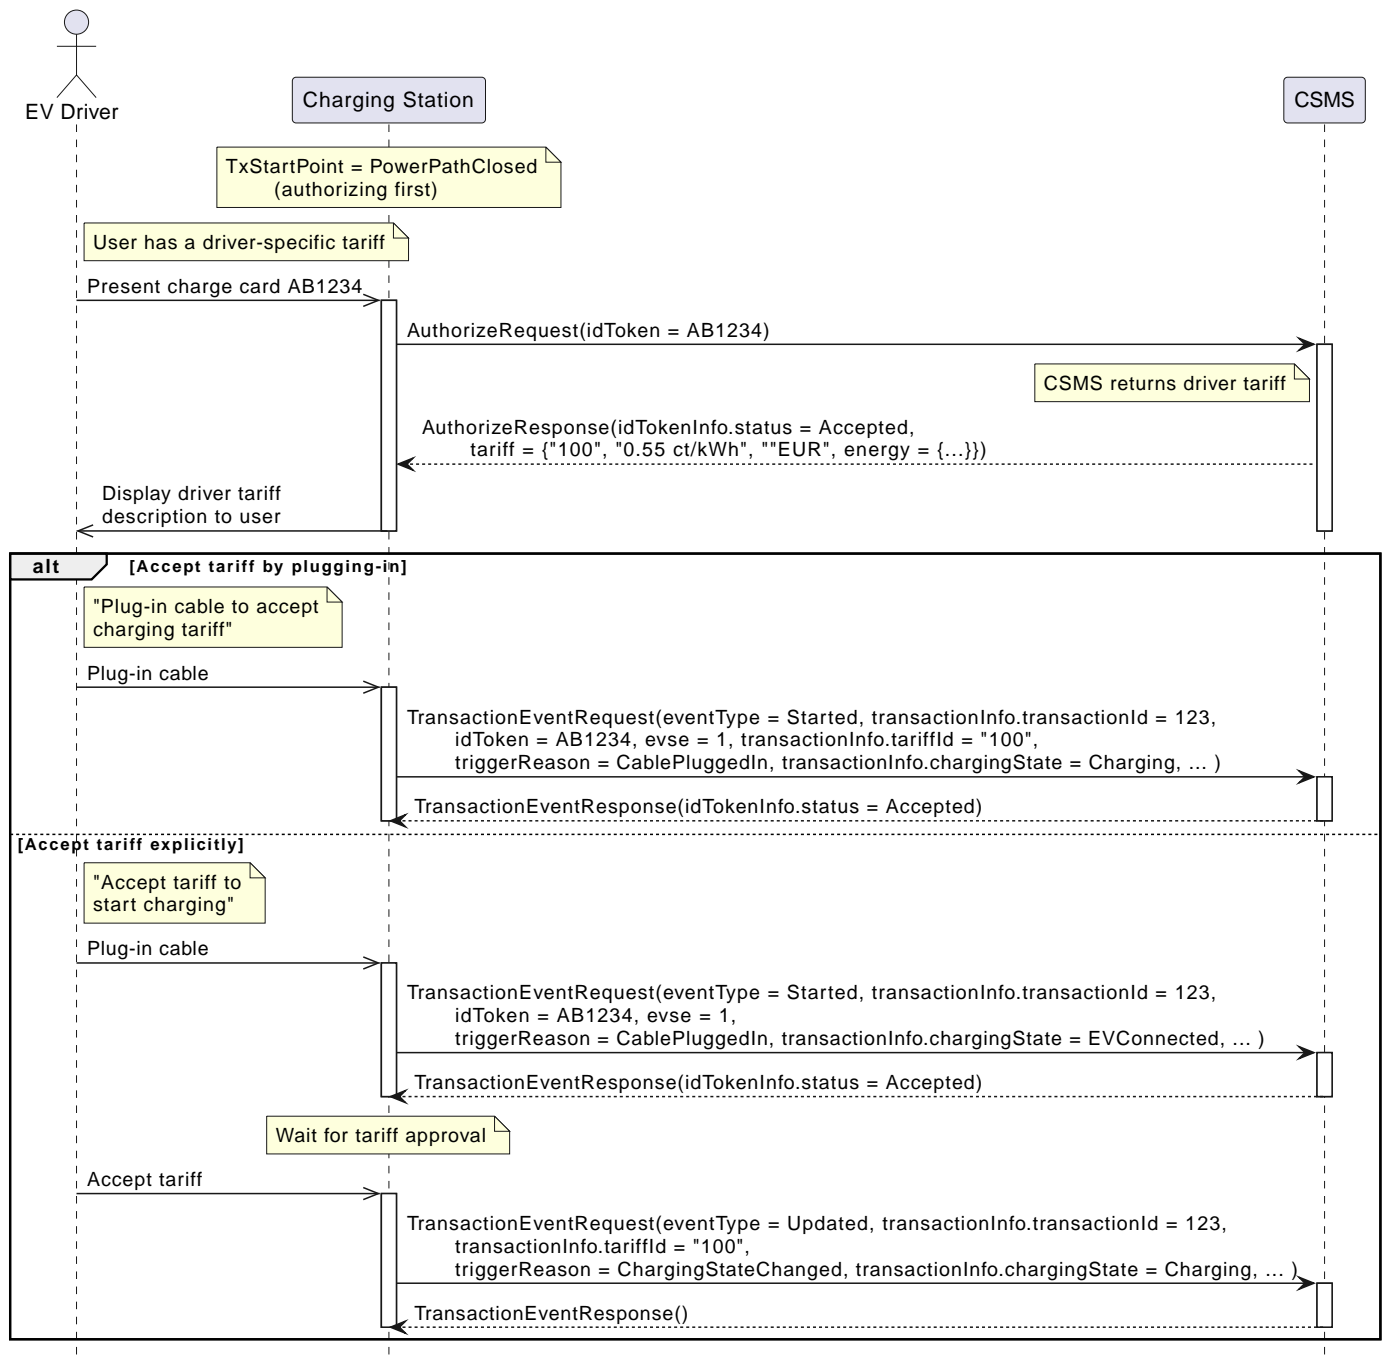 EV Driver
Charging Station
CSMS
TxStartPoint = PowerPathClosed
(authorizing first)
User has a driver-specific tariff
Present charge card AB1234
AuthorizeRequest(idToken = AB1234)
CSMS returns driver tariff
AuthorizeResponse(idTokenInfo.status = Accepted,
tariff = {"100", "0.55 ct/kWh", ""EUR", energy = {...}})
Display driver tariff
description to user
alt
[Accept tariff by plugging-in]
"Plug-in cable to accept
charging tariff"
Plug-in cable
TransactionEventRequest(eventType = Started, transactionInfo.transactionId = 123,
idToken = AB1234, evse = 1, transactionInfo.tariffId = "100",
triggerReason = CablePluggedIn, transactionInfo.chargingState = Charging, ... )
TransactionEventResponse(idTokenInfo.status = Accepted)
[Accept tariff explicitly]
"Accept tariff to
start charging"
Plug-in cable
TransactionEventRequest(eventType = Started, transactionInfo.transactionId = 123,
idToken = AB1234, evse = 1,
triggerReason = CablePluggedIn, transactionInfo.chargingState = EVConnected, ... )
TransactionEventResponse(idTokenInfo.status = Accepted)
Wait for tariff approval
Accept tariff
TransactionEventRequest(eventType = Updated, transactionInfo.transactionId = 123,
transactionInfo.tariffId = "100",
triggerReason = ChargingStateChanged, transactionInfo.chargingState = Charging, ... )
TransactionEventResponse()